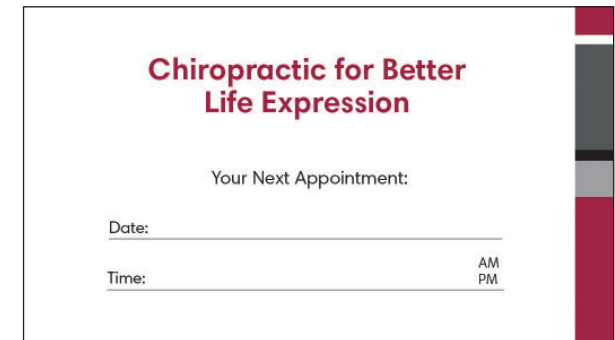 Chiropractic for Better
Life Expression
Your Next Appointment:
Date:
AM
Time: PM